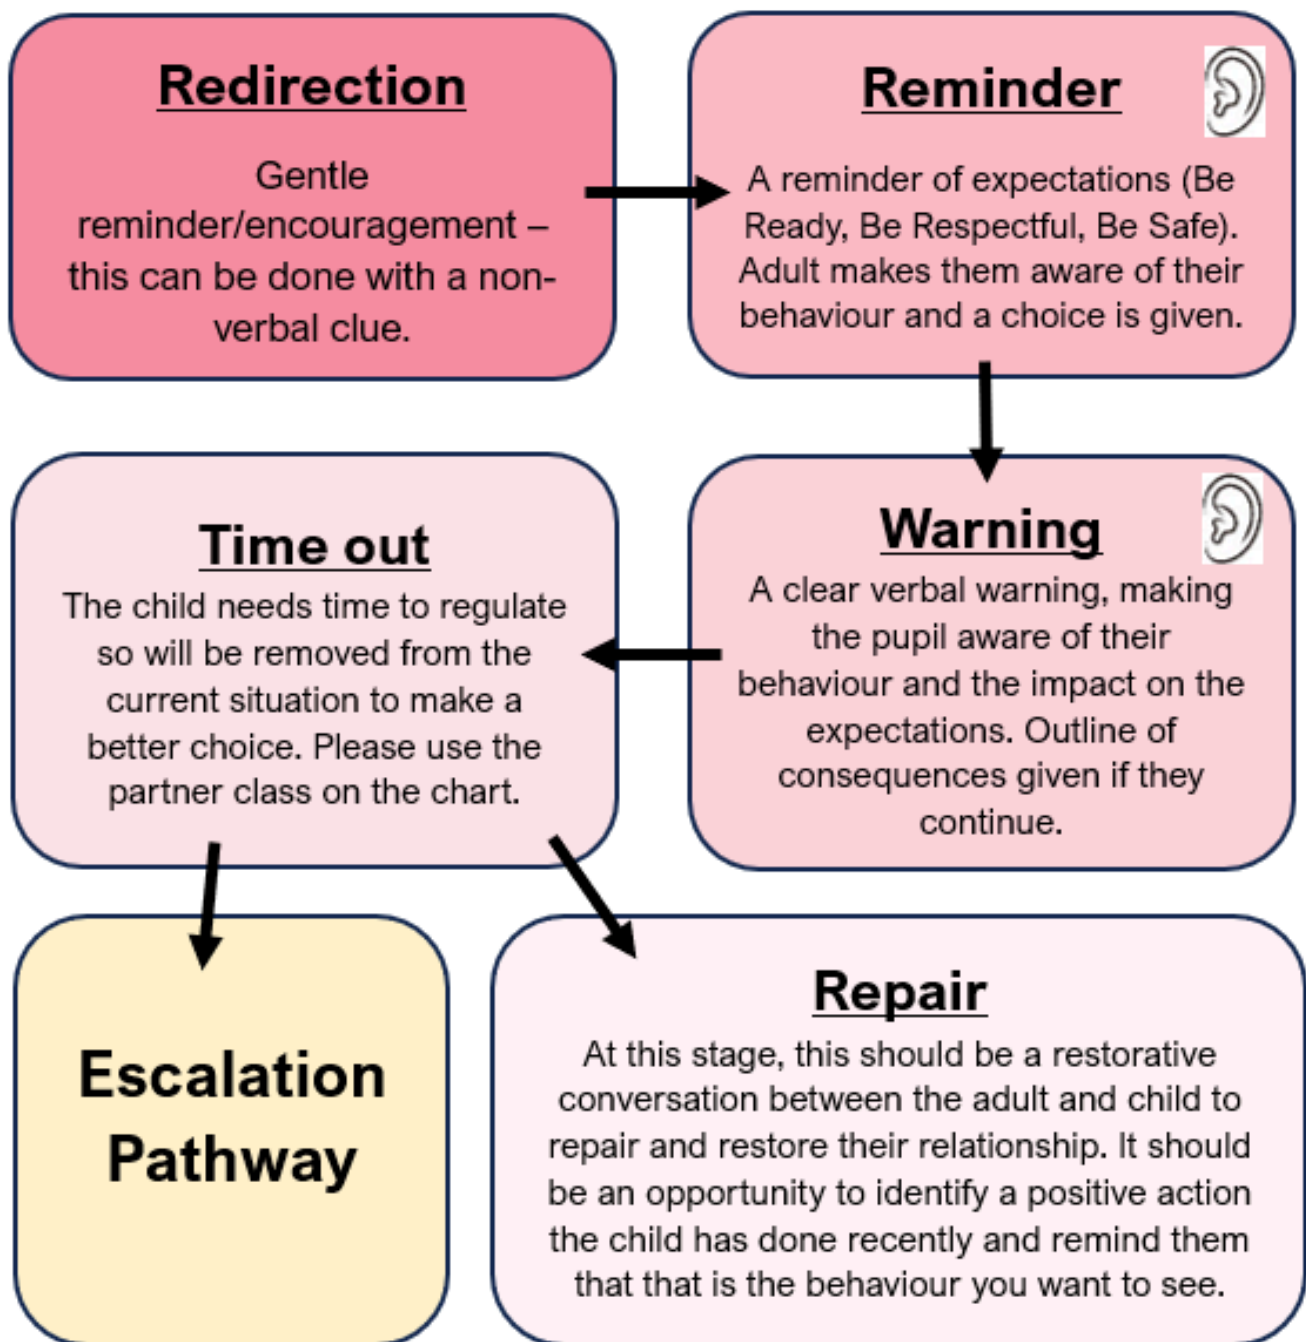 Redirection
Gentle
reminder/encouragement –
this can be done with a non-
verbal clue.
Reminder
A reminder of expectations (Be
Ready, Be Respectful, Be Safe).
Adult makes them aware of their
behaviour and a choice is given.
Warning
A clear verbal warning, making
the pupil aware of their
behaviour and the impact on the
expectations. Outline of
consequences given if they
continue.
Time out
The child needs time to regulate
so will be removed from the
current situation to make a
better choice. Please use the
partner class on the chart.
Escalation
Pathway
Repair
At this stage, this should be a restorative
conversation between the adult and child to
repair and restore their relationship. It should
be an opportunity to identify a positive action
the child has done recently and remind them
that that is the behaviour you want to see.